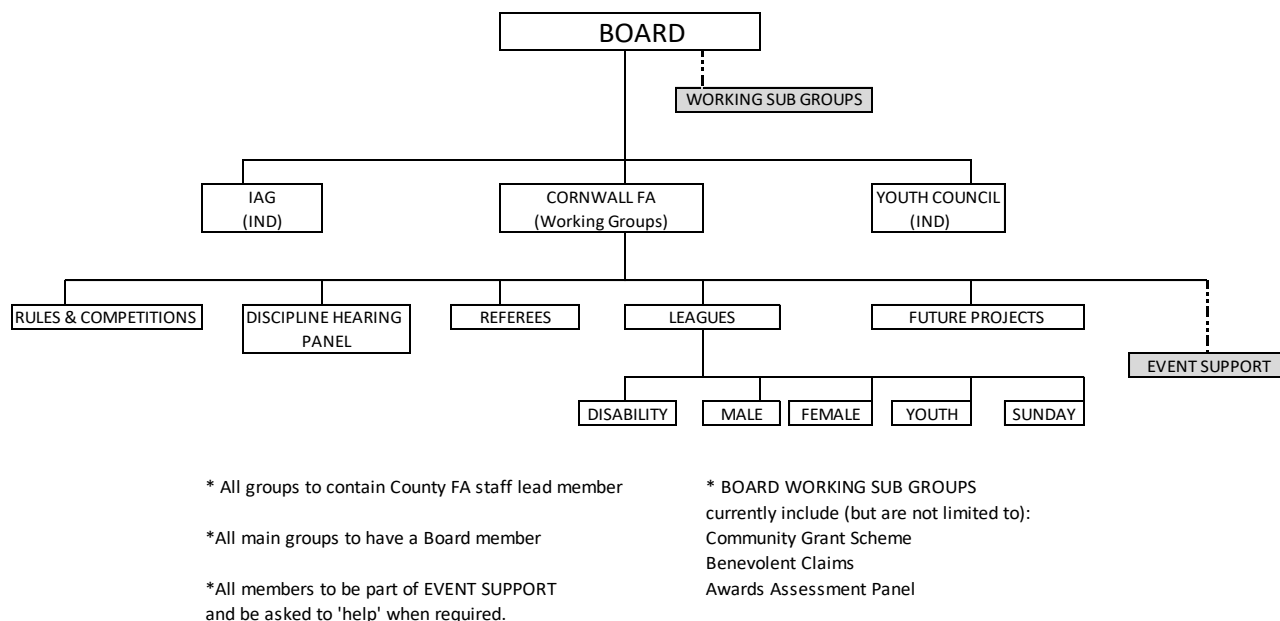 BOARD
WORKING SUB GROUPS
IAG
(IND)
CORNWALL FA
(Working Groups)
YOUTH COUNCIL
(IND)
RULES & COMPETITIONS
DISCIPLINE HEARING
PANEL
REFEREES
LEAGUES
FUTURE PROJECTS
EVENT SUPPORT
DISABILITY
MALE
FEMALE
YOUTH
SUNDAY
* All groups to contain County FA staff lead member
*All main groups to have a Board member
*All members to be part of EVENT SUPPORT
and be asked to 'help' when required.
* BOARD WORKING SUB GROUPS
currently include (but are not limited to):
Community Grant Scheme
Benevolent Claims
Awards Assessment Panel